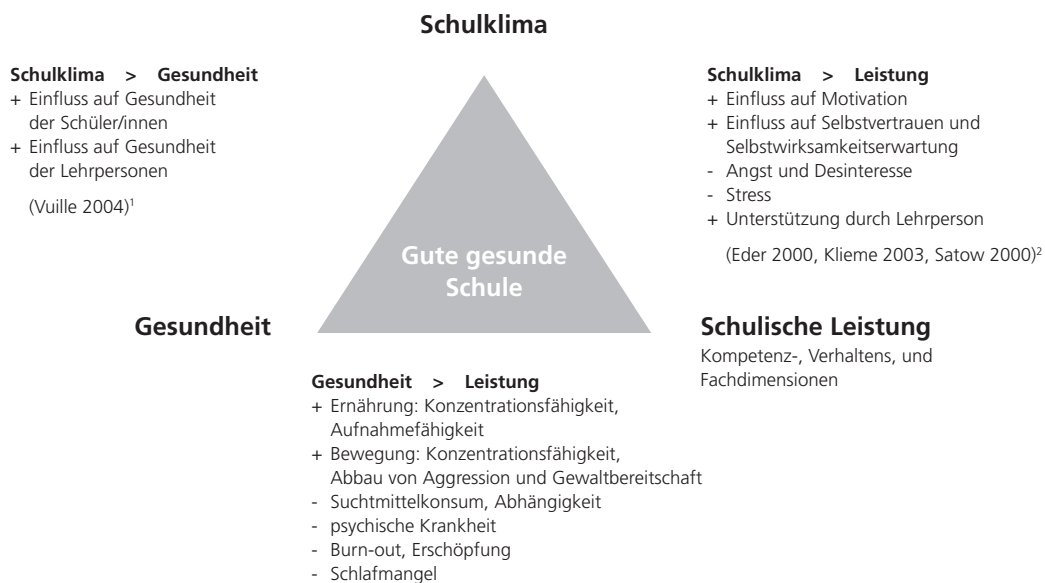 Schulklima
Schulklima > Gesundheit
+ Einfluss auf Gesundheit
der Schüler/innen
+ Einfluss auf Gesundheit
der Lehrpersonen
(Vuille 2004)1
Schulklima > Leistung
+ Einfluss auf Motivation
+ Einfluss auf Selbstvertrauen und
Selbstwirksamkeitserwartung
- Angst und Desinteresse
- Stress
+ Unterstützung durch Lehrperson
(Eder 2000, Klieme 2003, Satow 2000)2
Gute gesunde
Schule
Gesundheit
Schulische Leistung
Kompetenz-, Verhaltens, und
Fachdimensionen
Gesundheit > Leistung
+ Ernährung: Konzentrationsfähigkeit,
Aufnahmefähigkeit
+ Bewegung: Konzentrationsfähigkeit,
Abbau von Aggression und Gewaltbereitschaft
- Suchtmittelkonsum, Abhängigkeit
- psychische Krankheit
- Burn-out, Erschöpfung
- Schlafmangel